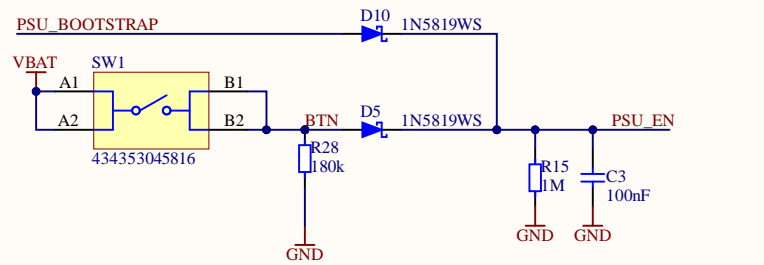 PSU_BOOTSTRAP
D10
1N5819WS
VBAT
SW1
A1
B1
A2
B2
BTN
D5
1N5819WS
PSU_EN
434353045816
R28
180k
R15
1M
C3
100nF
GND
GND
GND